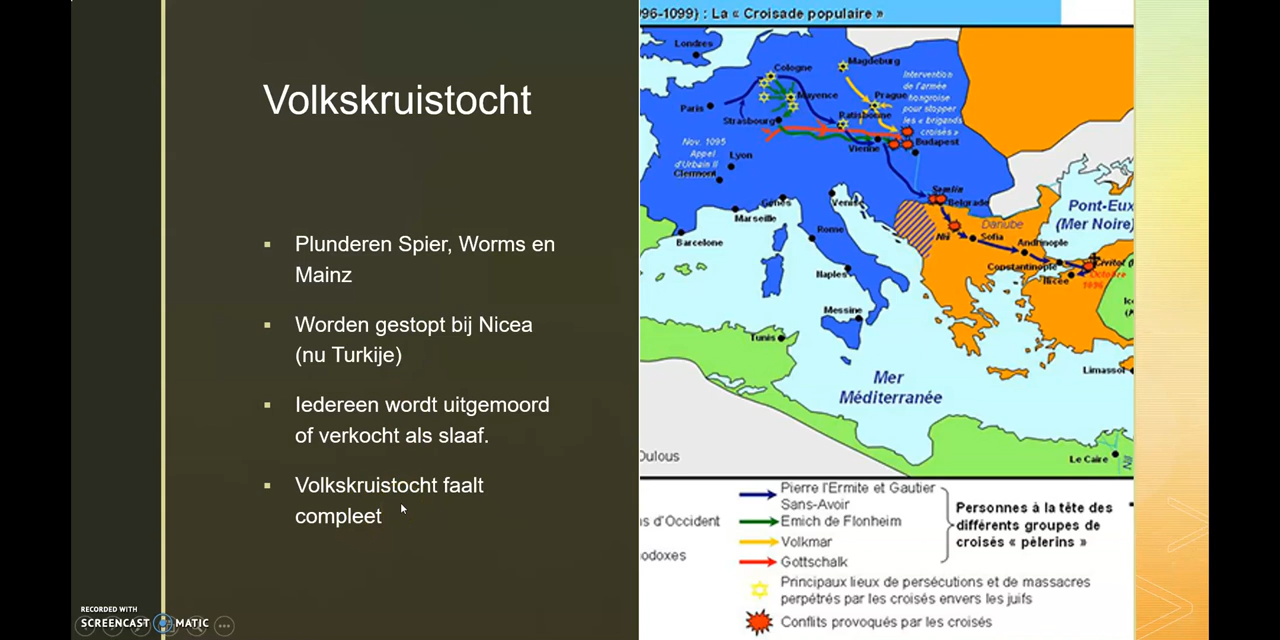 Volkskruistocht
Plunderen Spier, Worms en
Mainz
Worden gestopt bij Nicea
(nu Turkije)
Iedereen wordt uitgemoord
of verkocht als slaaf.
Volkskruistocht faalt
compleet
RECORDED WITH
SCREENCAST MATIC
96-1099) : La « Croisade populaire »
Londres
Cologne
Magdeburg
Intervention
de l'armée
hongroise
pour stopper
les « brigands
croisés »
Paris
Mayence
Prague
Strasbourg
Ratisbonne
Vienne
Budapest
Nov. 1095
Appel
d'Urbain II
Lyon
Clermont
Semlin
Belgrade
Gênes
Venise
Marseille
Barcelone
Rome
Naples
Messine
Tunis
Nis
Danube
Sofia
Andrinople
Constantinople
Nicée
Civitot
Octobre
1096
Pont-Eu
(Mer Noire)
Limassol
Mer
Méditerranée
Le Caire
Dulous
Pierre l'Ermite et Gautier
Sans-Avoir
s d'Occident
Emich de Flonheim
Volkmar
odoxes
Gottschalk
Personnes à la tête des
différents groupes de
croisés « pèlerins »
Principaux lieux de persécutions et de massacres
perpétrés par les croisés envers les juifs
Conflits provoqués par les croisés